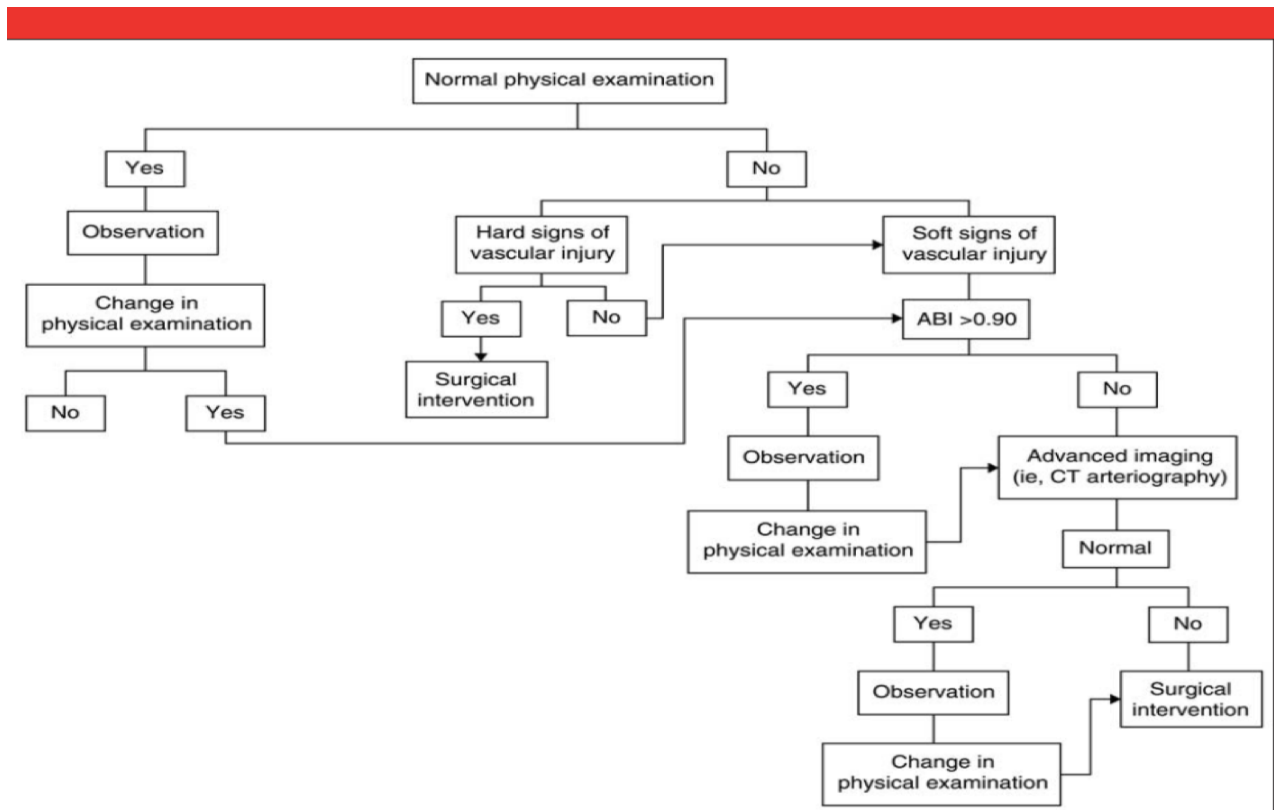 Normal physical examination
Yes
No
Observation
Hard signs of
vascular injury
Soft signs of
vascular injury
Change in
physical examination
Yes
No
ABI >0.90
No
Yes
Surgical
intervention
Yes
No
Observation
Advanced imaging
(ie, CT arteriography)
Change in
physical examination
Normal
Yes
No
Observation
Surgical
intervention
Change in
physical examination